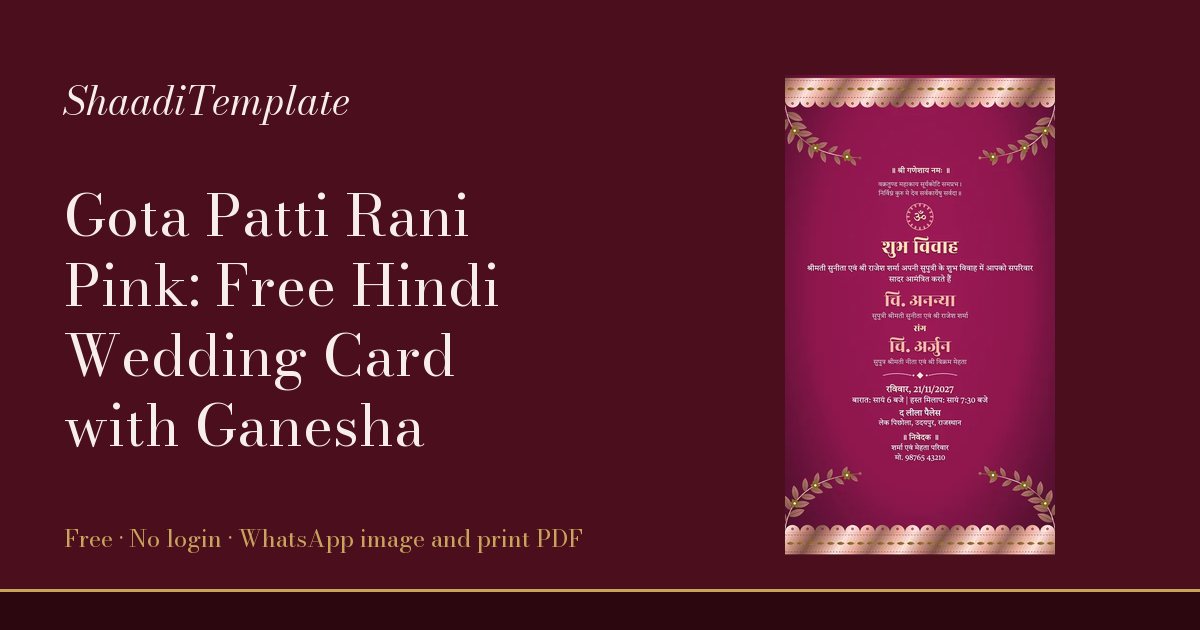 ShaadiTemplate
Gota Patti Rani
Pink: Free Hindi
Wedding Card
with Ganesha
Free · No login · WhatsApp image and print PDF
॥ श्री गणेशाय नमः ॥
वक्रतुण्ड महाकाय सूर्यकोटि समप्रभ।
निर्विघ्नं कुरु मे देव सर्वकार्येषु सर्वदा॥
ॐ
शुभ विवाह
श्रीमती सुनीता एवं श्री राजेश शर्मा अपनी सुपुत्री के शुभ विवाह में आपको सपरिवार
सादर आमंत्रित करते हैं
चि. अनन्या
सुपुत्री श्रीमती सुनीता एवं श्री राजेश शर्मा
संग
चि. अर्जुन
सुपुत्र श्रीमती नीता एवं श्री विक्रम मेहता
रविवार, 21/11/2027
बारात: सायं 6 बजे | हस्त मिलाप: सायं 7:30 बजे
द लीला पैलेस
लेक पिछोला, उदयपुर, राजस्थान
॥ निवेदक ॥
शर्मा एवं मेहता परिवार
मो. 98765 43210